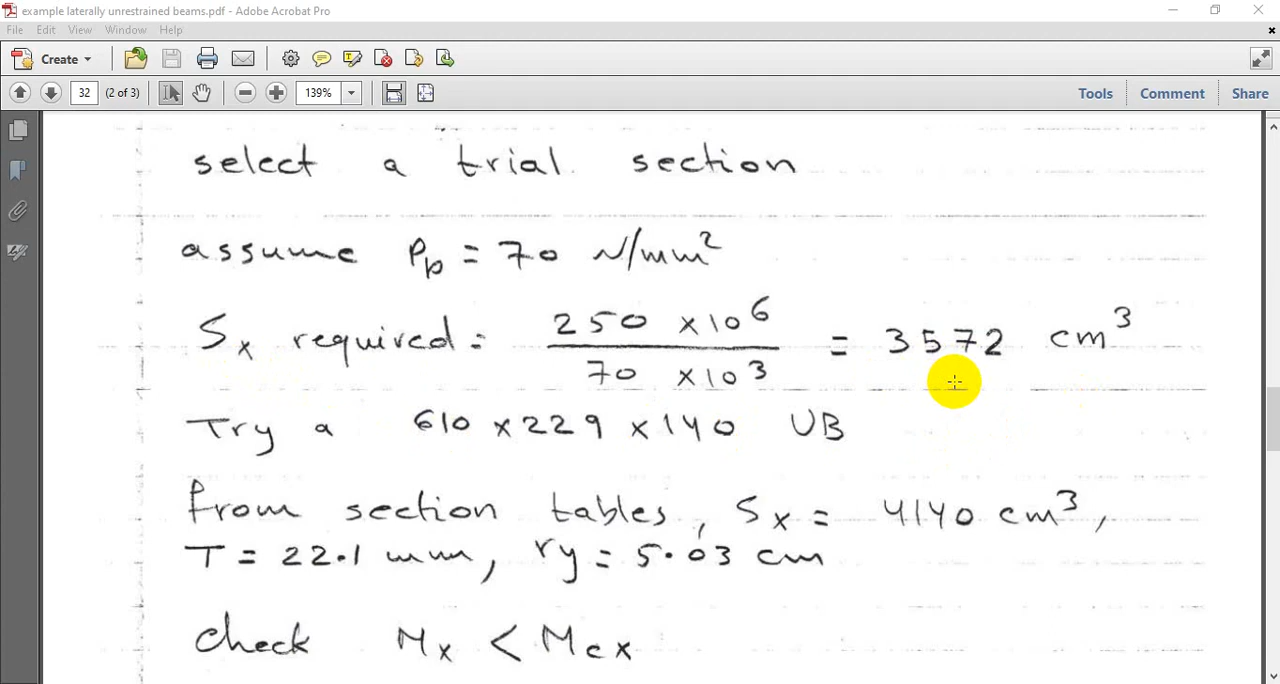 example laterally unrestrained beams.pdf - Adobe Acrobat Pro
File Edit View Window Help
Create
32 (2 of 3) 139% Tools Comment Share
select a trial section
assume Pb = 70 N/mm²
Sx required = 250 × 10⁶ / 70 × 10³ = 3572 cm³
Try a 610 × 229 × 140 UB
from section tables, Sx = 4140 cm³,
T = 22.1 mm, ry = 5.03 cm
check Mx < Mcx